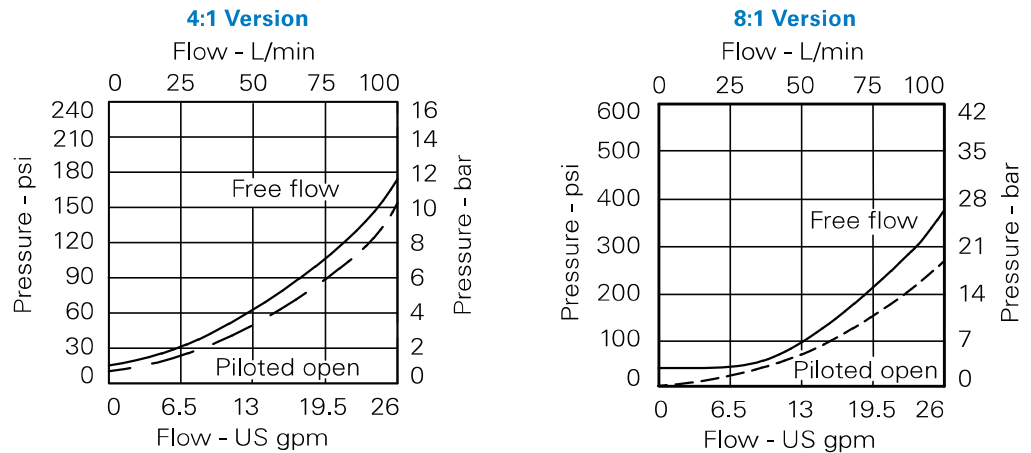 4:1 Version
Flow - L/min
0 25 50 75 100
240
210
180
150
120
90
60
30
0
Pressure - psi
16
14
12
10
8
6
4
2
0
Pressure - bar
Free flow
Piloted open
0 6.5 13 19.5 26
Flow - US gpm
8:1 Version
Flow - L/min
0 25 50 75 100
600
500
400
300
200
100
0
Pressure - psi
42
35
28
21
14
7
0
Pressure - bar
Free flow
Piloted open
0 6.5 13 19.5 26
Flow - US gpm